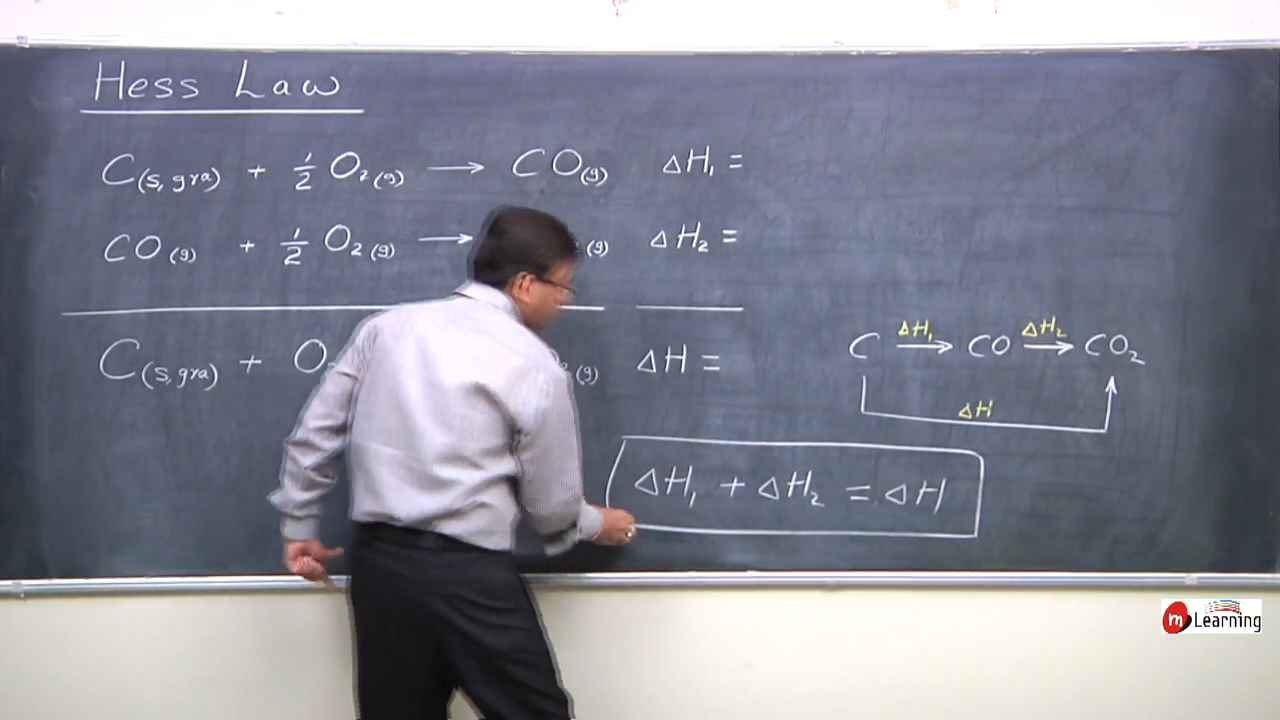 Hess Law
C(s, gra) + 1/2 O₂(g) → CO(g) ΔH₁ =
CO(g) + 1/2 O₂(g) → (g) ΔH₂ =
C(s, gra) + O₂ (g) ΔH =
C ΔH₁ → CO ΔH₂ → CO₂
ΔH
ΔH₁ + ΔH₂ = ΔH
m Learning